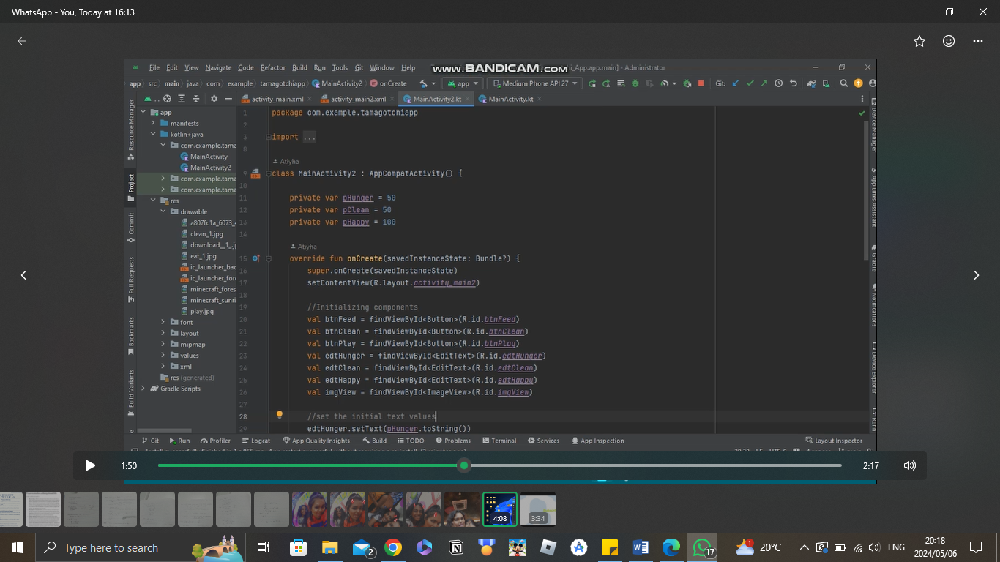 WhatsApp - You, Today at 16:13
File Edit View Navigate Code Refactor Build Run Tools Git Window Help
www.BANDICAM.com
App.app.main] - Administrator
app src main java com example tamagotchiapp MainActivity2 onCreate app Medium Phone API 27 Git:
activity_main.xml activity_main2.xml MainActivity2.kt MainActivity.kt
Resource Manager
Project
Commit
Pull Requests
Bookmarks
Build Variants
app
manifests
kotlin+java
com.example.tama
MainActivity
MainActivity2
com.example.tama
com.example.tama
res
drawable
a807fc1a_6073_
clean_1.jpg
download__1_.j
eat_1.jpg
ic_launcher_bac
ic_launcher_for
minecraft_fores
minecraft_sunri
play.jpg
font
layout
mipmap
values
xml
res (generated)
Gradle Scripts
1 package com.example.tamagotchiapp
2
3 import ...
8
Atiyha
9 class MainActivity2 : AppCompatActivity() {
10
11 private var pHunger = 50
12 private var pClean = 50
13 private var pHappy = 100
14
Atiyha
15 override fun onCreate(savedInstanceState: Bundle?) {
16 super.onCreate(savedInstanceState)
17 setContentView(R.layout.activity_main2)
18
19 //Initializing components
20 val btnFeed = findViewById<Button>(R.id.btnFeed)
21 val btnClean = findViewById<Button>(R.id.btnClean)
22 val btnPlay = findViewById<Button>(R.id.btnPlay)
23 val edtHunger = findViewById<EditText>(R.id.edtHunger)
24 val edtClean = findViewById<EditText>(R.id.edtClean)
25 val edtHappy = findViewById<EditText>(R.id.edtHappy)
26 val imgView = findViewById<ImageView>(R.id.imgView)
27
28 //set the initial text values
29 edtHunger.setText(pHunger.toString())
Device Manager
App Links Assistant
Gradle
Notifications
Device Explorer
Git Run Profiler Logcat App Quality Insights Build TODO Problems Terminal Services App Inspection Layout Inspector
1:50 2:17
4:08 3:34
Type here to search
2
17
1
20°C ENG
20:18
2024/05/06